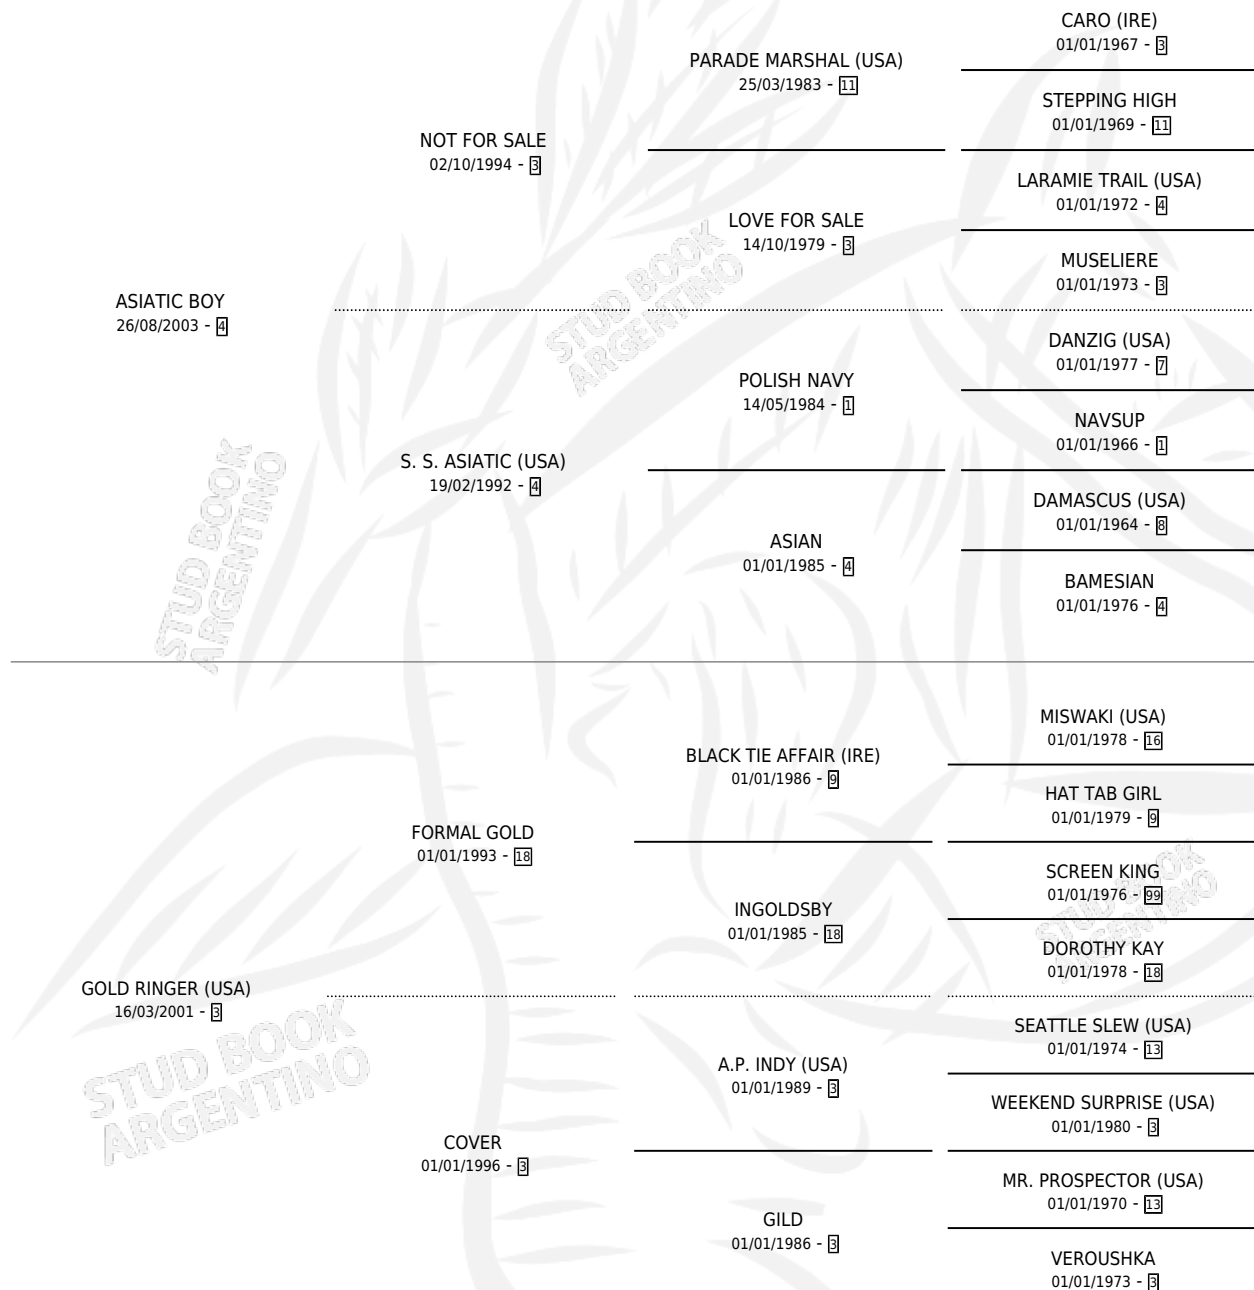 CARO (IRE)
01/01/1967 - 3
PARADE MARSHAL (USA)
25/03/1983 - 11
STEPPING HIGH
01/01/1969 - 11
NOT FOR SALE
02/10/1994 - 3
LARAMIE TRAIL (USA)
01/01/1972 - 4
LOVE FOR SALE
14/10/1979 - 3
MUSELIERE
01/01/1973 - 3
ASIATIC BOY
26/08/2003 - 4
STUD BOOK
ARGENTINO
DANZIG (USA)
01/01/1977 - 7
POLISH NAVY
14/05/1984 - 1
NAVSUP
01/01/1966 - 1
S. S. ASIATIC (USA)
19/02/1992 - 4
DAMASCUS (USA)
01/01/1964 - 8
ASIAN
01/01/1985 - 4
BAMESIAN
01/01/1976 - 4
STUD BOOK
ARGENTINO
MISWAKI (USA)
01/01/1978 - 16
BLACK TIE AFFAIR (IRE)
01/01/1986 - 9
HAT TAB GIRL
01/01/1979 - 9
FORMAL GOLD
01/01/1993 - 18
SCREEN KING
01/01/1976 - 99
INGOLDSBY
01/01/1985 - 18
STUD BOOK
ARGENTINO
DOROTHY KAY
01/01/1978 - 18
GOLD RINGER (USA)
16/03/2001 - 3
STUD BOOK
ARGENTINO
SEATTLE SLEW (USA)
01/01/1974 - 13
A.P. INDY (USA)
01/01/1989 - 3
WEEKEND SURPRISE (USA)
01/01/1980 - 3
COVER
01/01/1996 - 3
MR. PROSPECTOR (USA)
01/01/1970 - 13
GILD
01/01/1986 - 3
VEROUSHKA
01/01/1973 - 3